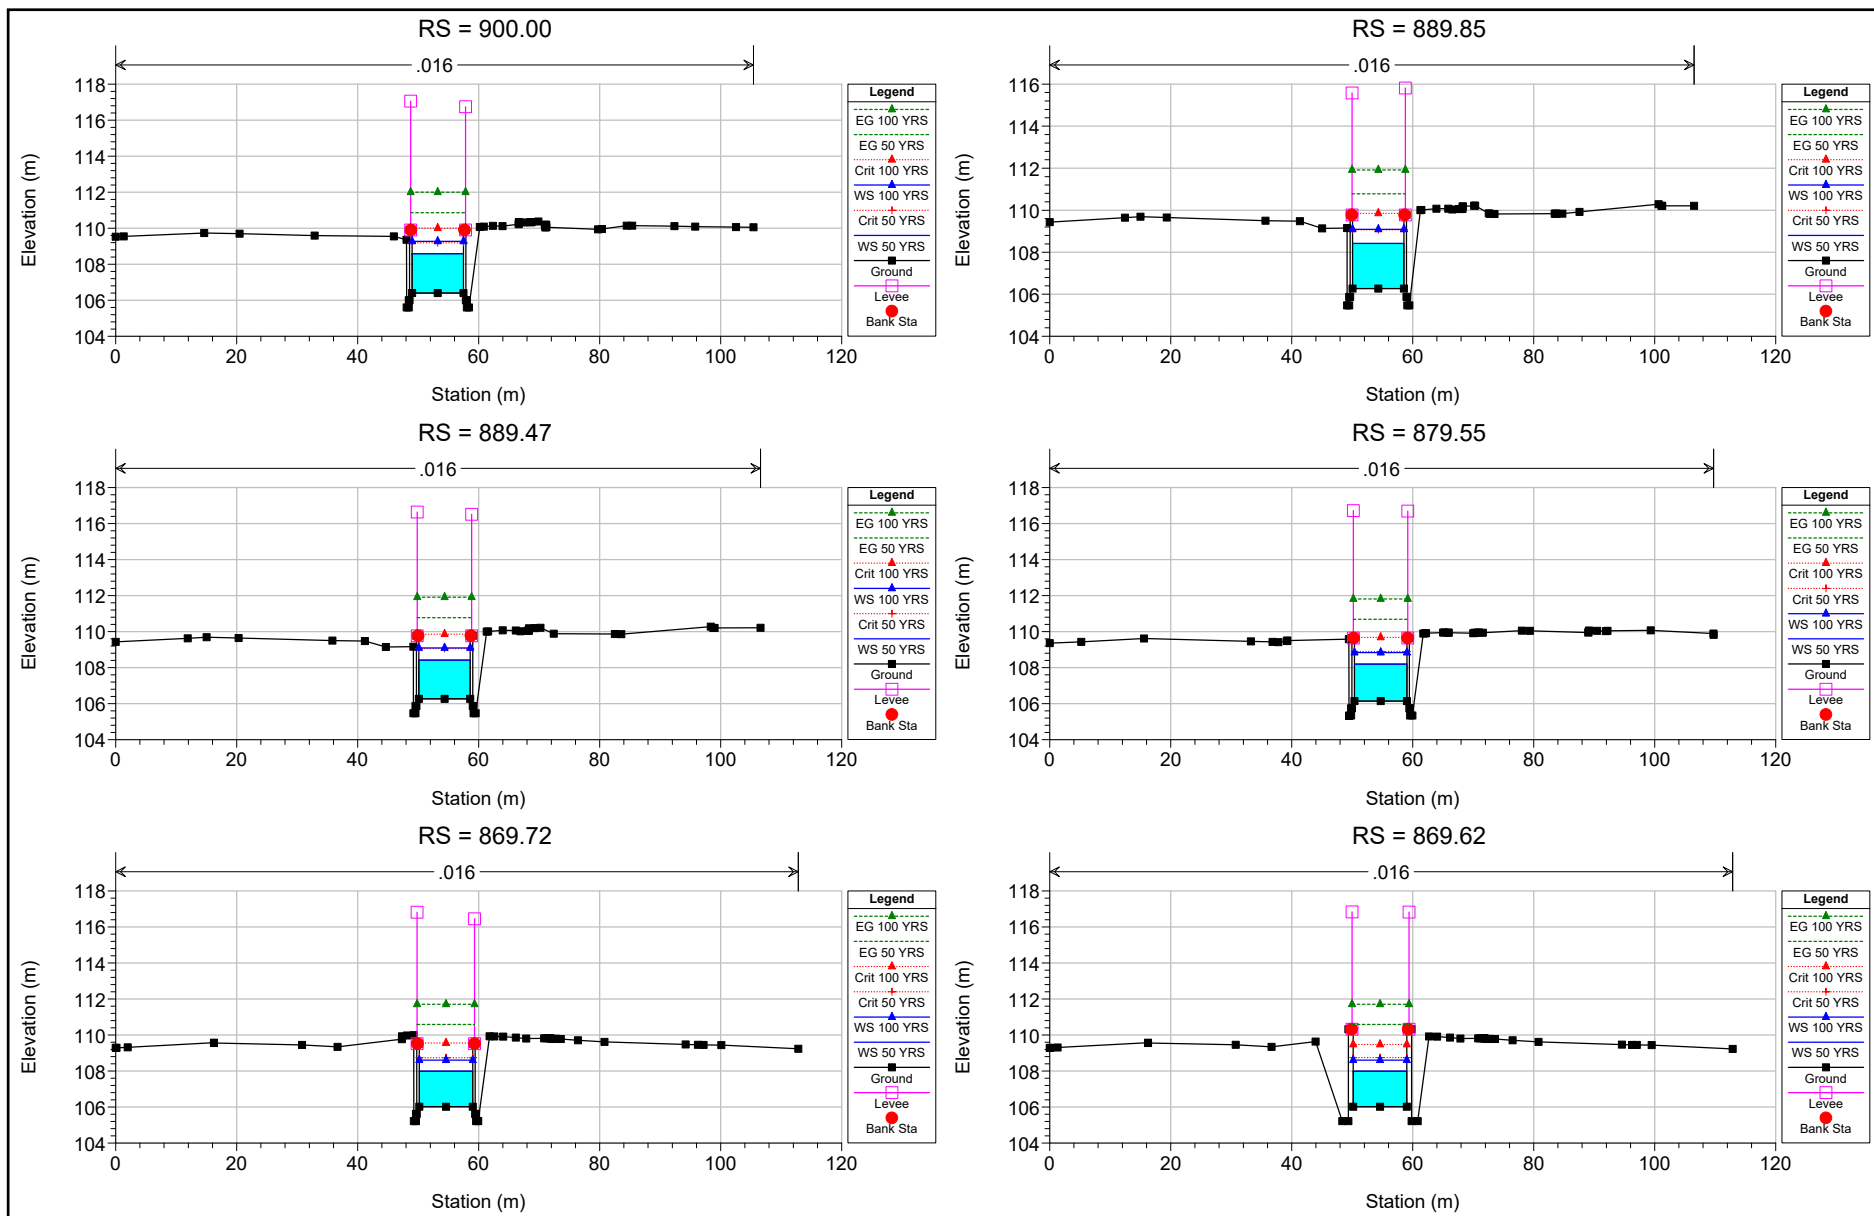 RS = 900.00
.016
118
116
114
112
110
108
106
104
Elevation (m)
0 20 40 60 80 100 120
Station (m)
Legend
EG 100 YRS
EG 50 YRS
Crit 100 YRS
WS 100 YRS
Crit 50 YRS
WS 50 YRS
Ground
Levee
Bank Sta
RS = 889.85
.016
116
114
112
110
108
106
104
Elevation (m)
0 20 40 60 80 100 120
Station (m)
Legend
EG 100 YRS
EG 50 YRS
Crit 100 YRS
WS 100 YRS
Crit 50 YRS
WS 50 YRS
Ground
Levee
Bank Sta
RS = 889.47
.016
118
116
114
112
110
108
106
104
Elevation (m)
0 20 40 60 80 100 120
Station (m)
Legend
EG 100 YRS
EG 50 YRS
Crit 100 YRS
WS 100 YRS
Crit 50 YRS
WS 50 YRS
Ground
Levee
Bank Sta
RS = 879.55
.016
118
116
114
112
110
108
106
104
Elevation (m)
0 20 40 60 80 100 120
Station (m)
Legend
EG 100 YRS
EG 50 YRS
Crit 100 YRS
Crit 50 YRS
WS 100 YRS
WS 50 YRS
Ground
Levee
Bank Sta
RS = 869.72
.016
118
116
114
112
110
108
106
104
Elevation (m)
0 20 40 60 80 100 120
Station (m)
Legend
EG 100 YRS
EG 50 YRS
Crit 100 YRS
Crit 50 YRS
WS 100 YRS
WS 50 YRS
Ground
Levee
Bank Sta
RS = 869.62
.016
118
116
114
112
110
108
106
104
Elevation (m)
0 20 40 60 80 100 120
Station (m)
Legend
EG 100 YRS
EG 50 YRS
Crit 100 YRS
Crit 50 YRS
WS 100 YRS
WS 50 YRS
Ground
Levee
Bank Sta